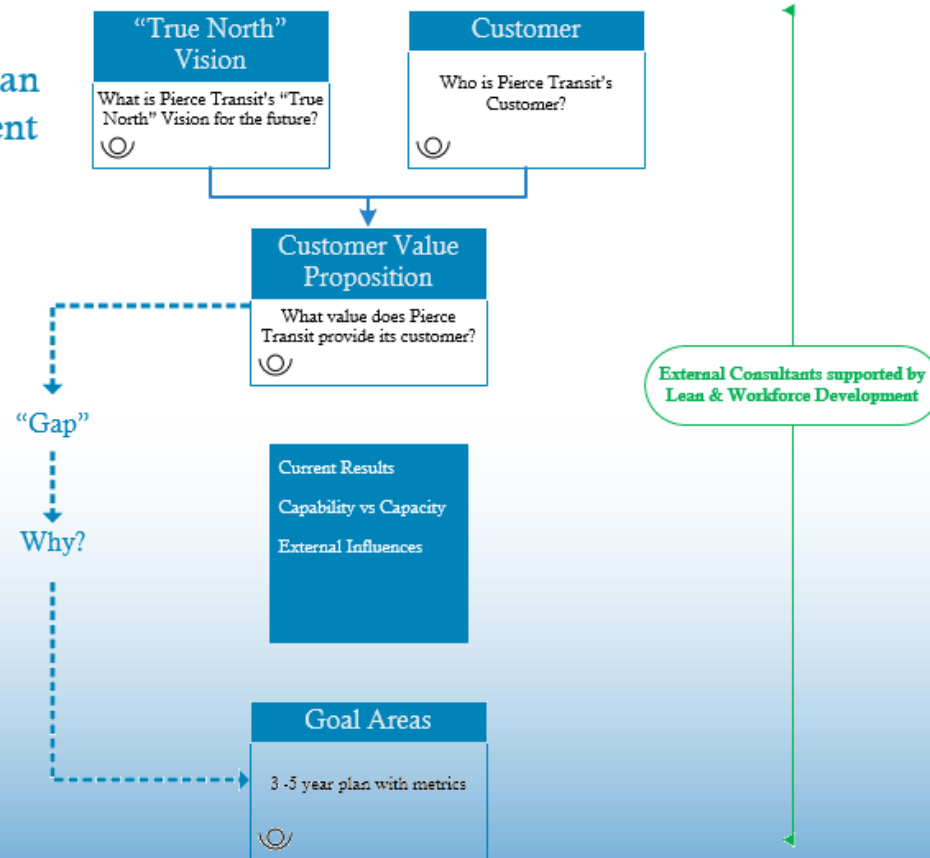 an
ent
“True North”
Vision
What is Pierce Transit’s “True
North” Vision for the future?
Customer
Who is Pierce Transit’s
Customer?
Customer Value
Proposition
What value does Pierce
Transit provide its customer?
“Gap”
Why?
Current Results
Capability vs Capacity
External Influences
External Consultants supported by
Lean & Workforce Development
Goal Areas
3 -5 year plan with metrics